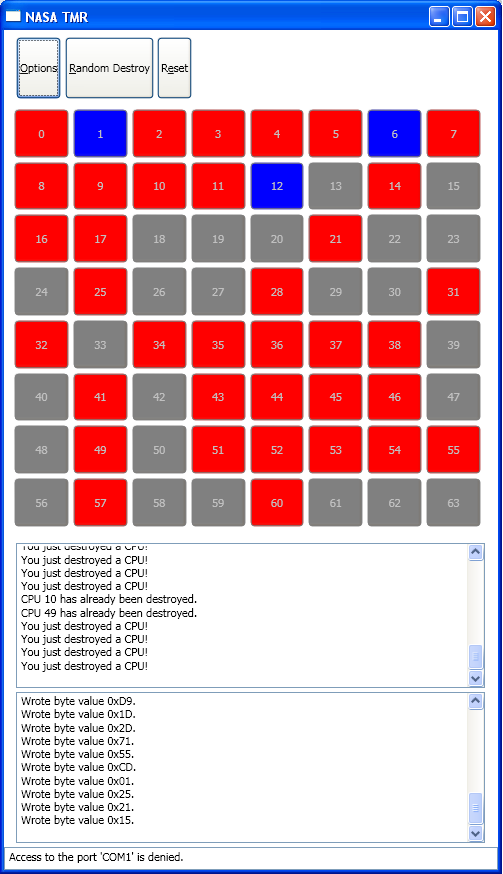 NASA TMR
Options Random Destroy Reset
0 1 2 3 4 5 6 7
8 9 10 11 12 13 14 15
16 17 18 19 20 21 22 23
24 25 26 27 28 29 30 31
32 33 34 35 36 37 38 39
40 41 42 43 44 45 46 47
48 49 50 51 52 53 54 55
56 57 58 59 60 61 62 63
You just destroyed a CPU!
You just destroyed a CPU!
You just destroyed a CPU!
You just destroyed a CPU!
CPU 10 has already been destroyed.
CPU 49 has already been destroyed.
You just destroyed a CPU!
You just destroyed a CPU!
You just destroyed a CPU!
You just destroyed a CPU!
Wrote byte value 0xD9.
Wrote byte value 0x1D.
Wrote byte value 0x2D.
Wrote byte value 0x71.
Wrote byte value 0x55.
Wrote byte value 0xCD.
Wrote byte value 0x01.
Wrote byte value 0x25.
Wrote byte value 0x21.
Wrote byte value 0x15.
Access to the port 'COM1' is denied.